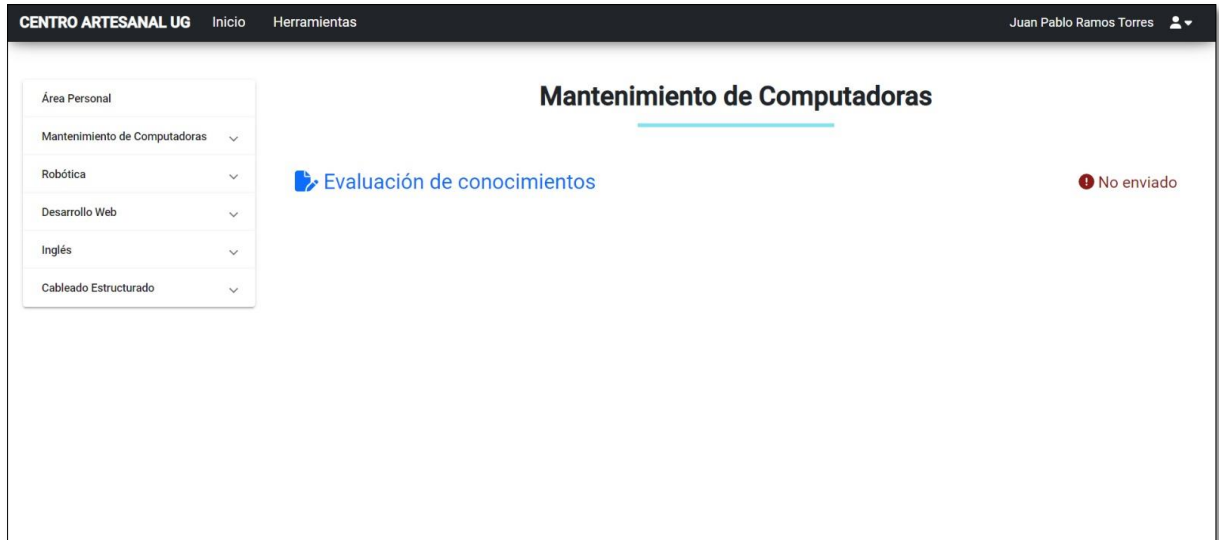 CENTRO ARTESANAL UG Inicio Herramientas Juan Pablo Ramos Torres
Área Personal
Mantenimiento de Computadoras
Robótica
Desarrollo Web
Inglés
Cableado Estructurado
Mantenimiento de Computadoras
Evaluación de conocimientos No enviado